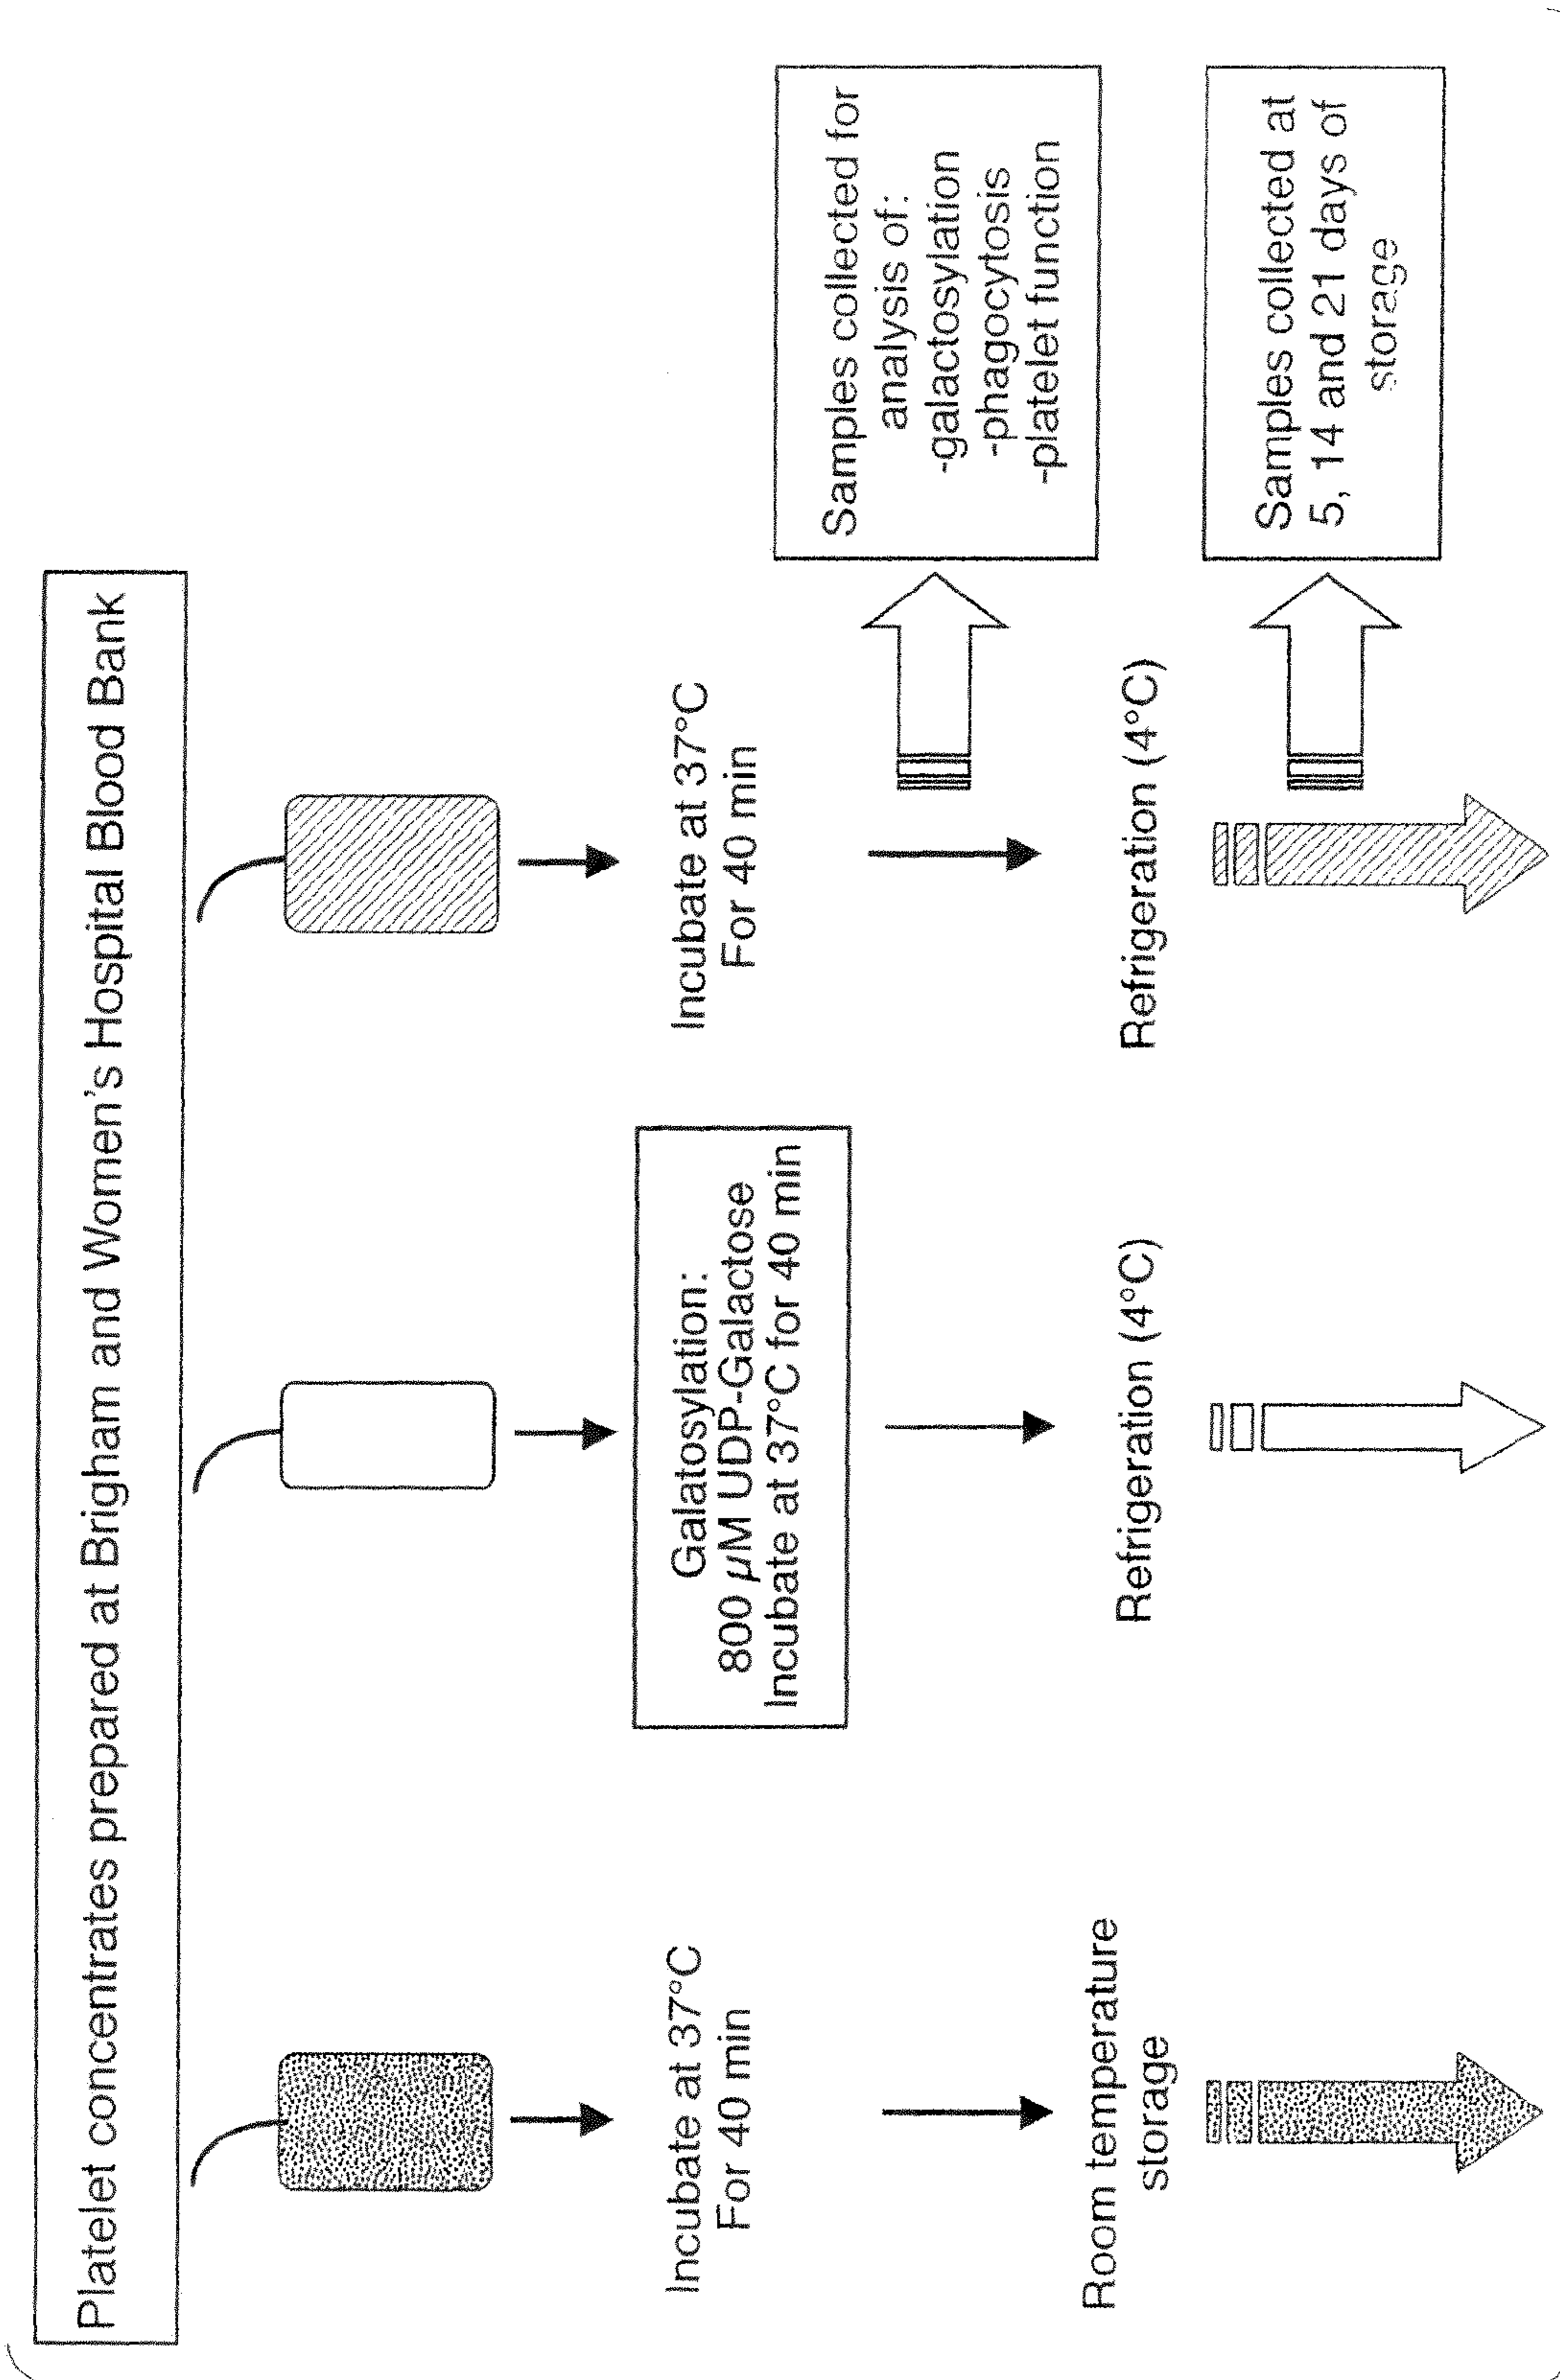 Platelet concentrates prepared at Brigham and Women's Hospital Blood Bank
Incubate at 37°C
For 40 min
Galatosylation:
800 μM UDP-Galactose
Incubate at 37°C for 40 min
Incubate at 37°C
For 40 min
Samples collected for
analysis of:
-galactosylation
-phagocytosis
-platelet function
Room temperature
storage
Refrigeration (4°C)
Refrigeration (4°C)
Samples collected at
5, 14 and 21 days of
storage